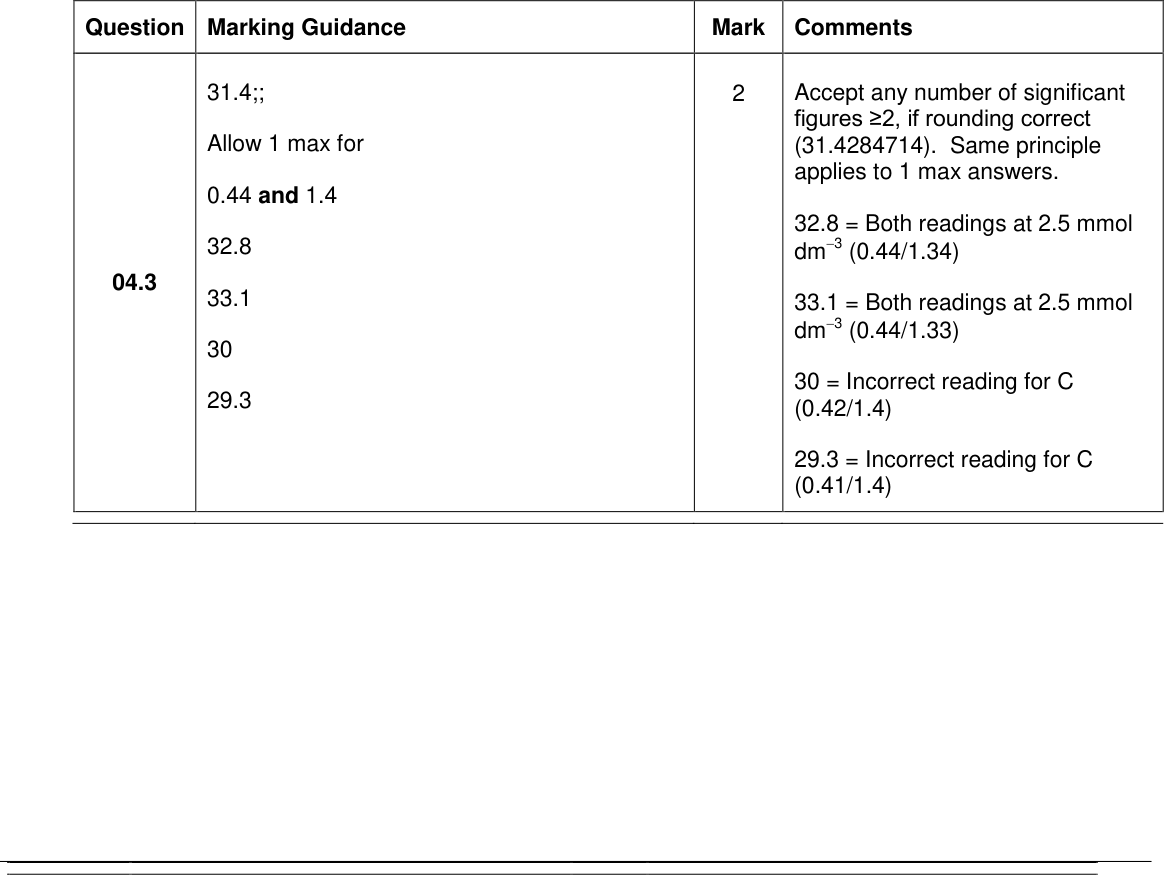 Question Marking Guidance Mark Comments
04.3
31.4;;
Allow 1 max for
0.44 and 1.4
32.8
33.1
30
29.3
2
Accept any number of significant
figures ≥2, if rounding correct
(31.4284714).  Same principle
applies to 1 max answers.
32.8 = Both readings at 2.5 mmol
dm⁻³ (0.44/1.34)
33.1 = Both readings at 2.5 mmol
dm⁻³ (0.44/1.33)
30 = Incorrect reading for C
(0.42/1.4)
29.3 = Incorrect reading for C
(0.41/1.4)